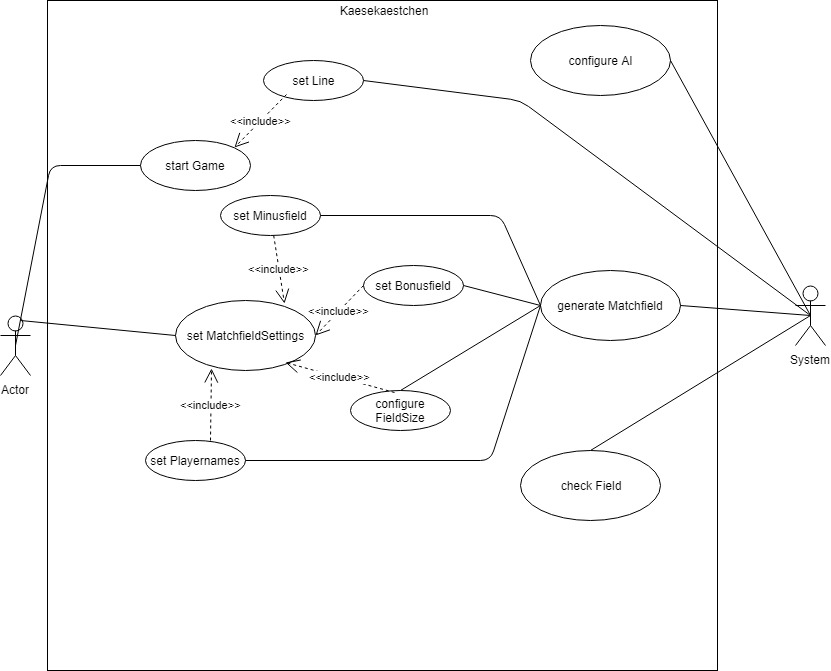 Kaesekaestchen
configure AI
set Line
<<include>>
start Game
set Minusfield
<<include>>
set Bonusfield
<<include>>
generate Matchfield
set MatchfieldSettings
System
Actor
<<include>>
<<include>>
configure
FieldSize
set Playernames
check Field